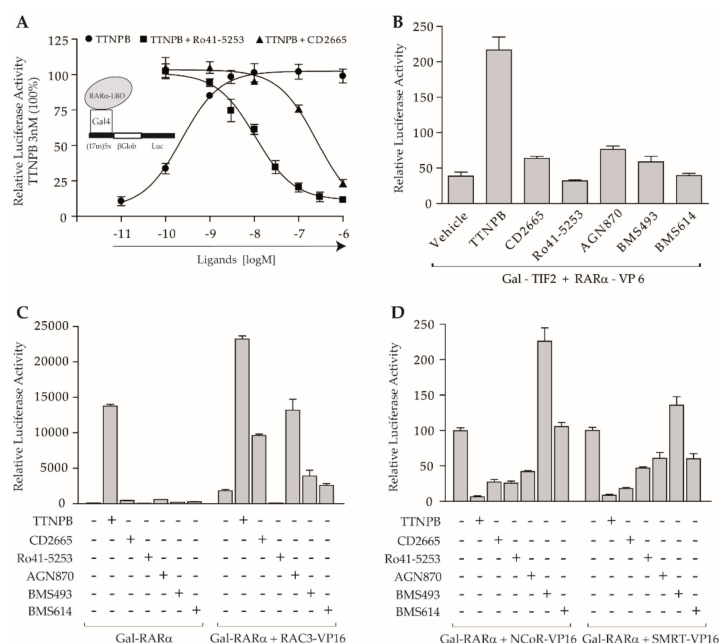 A
● TTNPB ■ TTNPB + Ro41-5253 ▲ TTNPB + CD2665
Relative Luciferase Activity
TTNPB 3nM (100%)
125
100
75
50
25
0
RARα-LBD
Gal4
(17m)5x βGlob Luc
-11 -10 -9 -8 -7 -6
Ligands [logM]
B
Relative Luciferase Activity
250
200
150
100
50
0
Vehicle TTNPB CD2665 Ro41-5253 AGN870 BMS493 BMS614
Gal - TIF2 + RARα - VP 6
C
Relative Luciferase Activity
25000
20000
15000
10000
5000
0
TTNPB - + - - - - - - + - - - - -
CD2665 - - + - - - - - - + - - - -
Ro41-5253 - - - + - - - - - - + - - -
AGN870 - - - - + - - - - - - + - -
BMS493 - - - - - + - - - - - - + -
BMS614 - - - - - - + - - - - - - +
Gal-RARα Gal-RARα + RAC3-VP16
D
Relative Luciferase Activity
250
200
150
100
50
0
TTNPB - + - - - - - - + - - - - -
CD2665 - - + - - - - - - + - - - -
Ro41-5253 - - - + - - - - - - + - - -
AGN870 - - - - + - - - - - - + - -
BMS493 - - - - - + - - - - - - + -
BMS614 - - - - - - + - - - - - - +
Gal-RARα + NCoR-VP16 Gal-RARα + SMRT-VP16